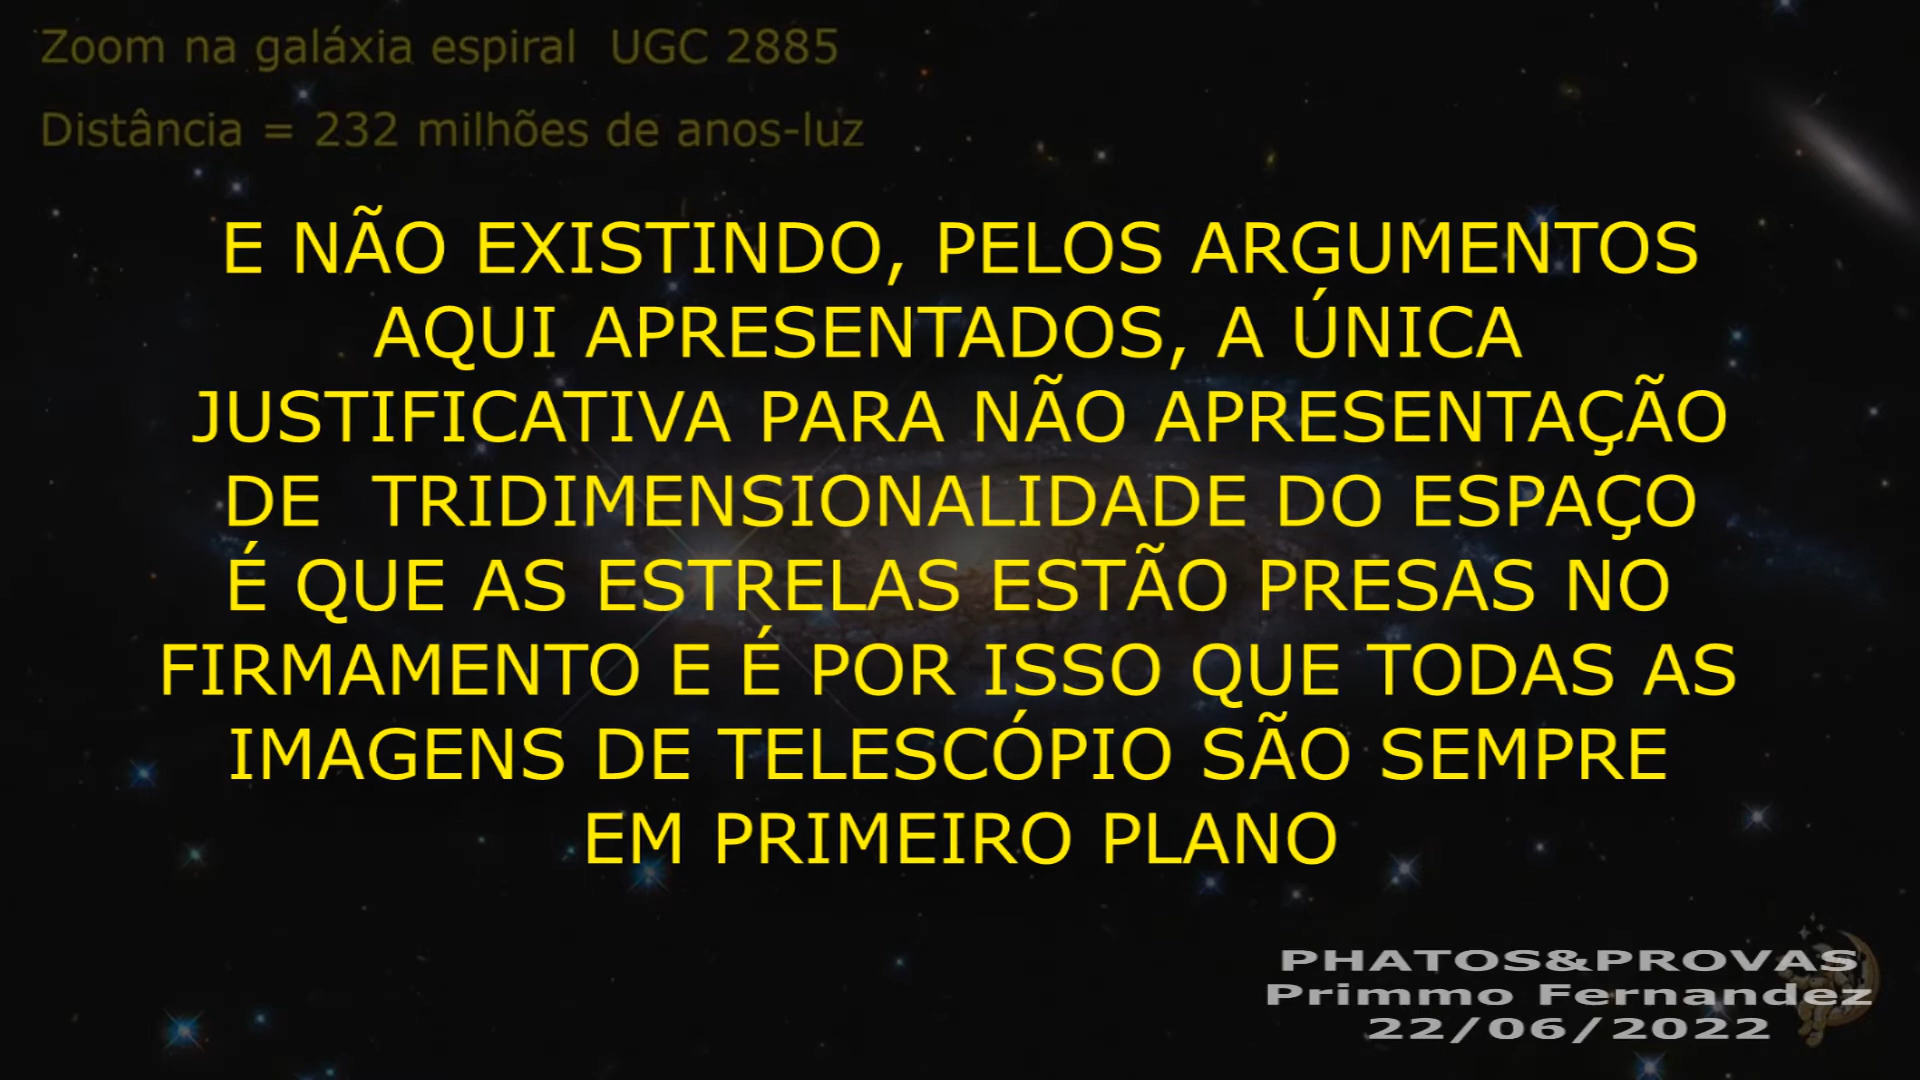 Zoom na galáxia espiral UGC 2885
Distância = 232 milhões de anos-luz
E NÃO EXISTINDO, PELOS ARGUMENTOS
AQUI APRESENTADOS, A ÚNICA
JUSTIFICATIVA PARA NÃO APRESENTAÇÃO
DE TRIDIMENSIONALIDADE DO ESPAÇO
É QUE AS ESTRELAS ESTÃO PRESAS NO
FIRMAMENTO E É POR ISSO QUE TODAS AS
IMAGENS DE TELESCÓPIO SÃO SEMPRE
EM PRIMEIRO PLANO
PHATOS&PROVAS
Primmo Fernandez
22/06/2022